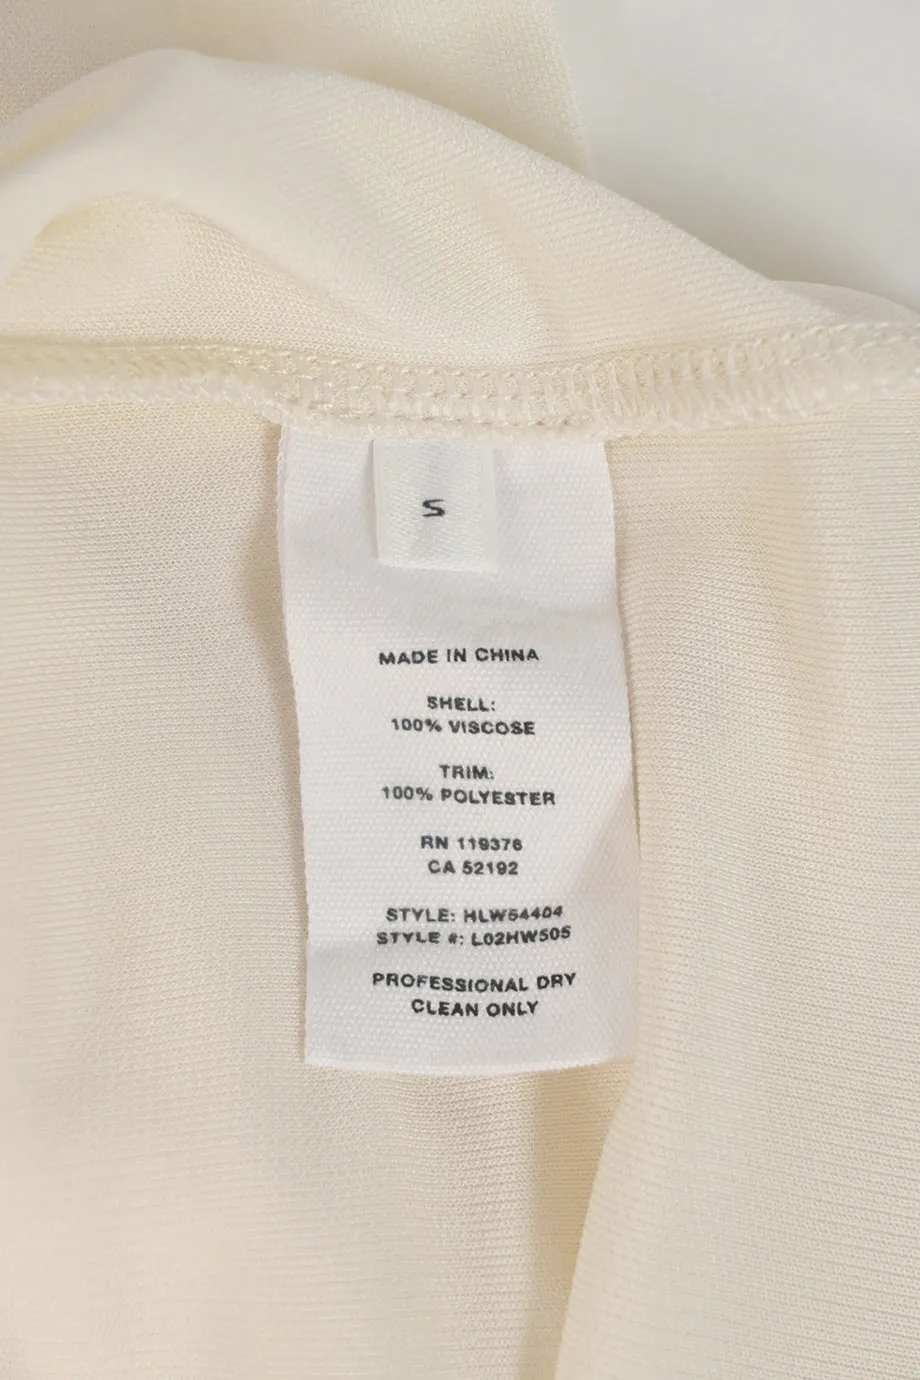 S
MADE IN CHINA
SHELL:
100% VISCOSE
TRIM:
100% POLYESTER
RN 119376
CA 52192
STYLE: HLW54404
STYLE #: L02HW505
PROFESSIONAL DRY
CLEAN ONLY